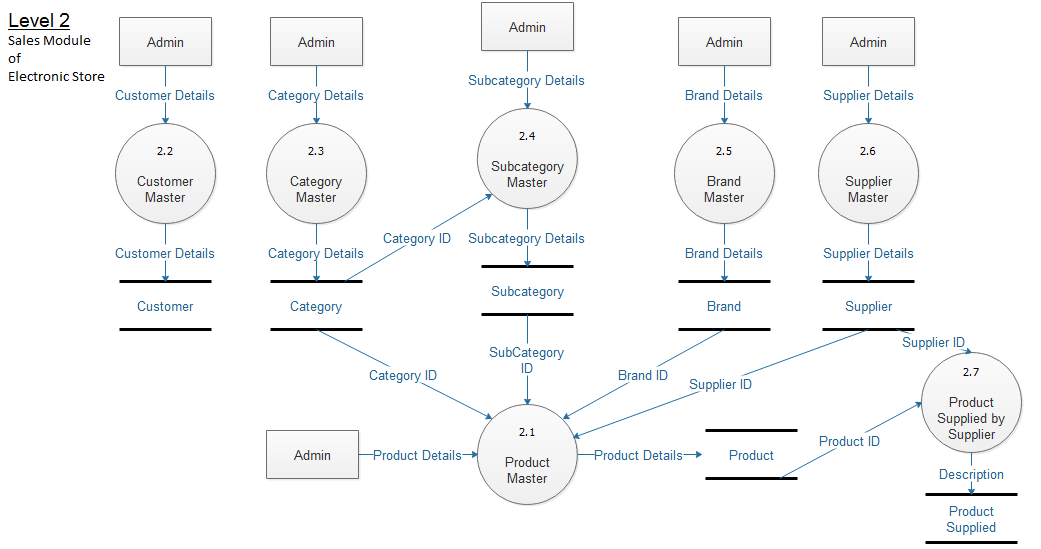 Level 2
Sales Module
of
Electronic Store
Admin
Admin
Admin
Admin
Admin
Customer Details
Category Details
Subcategory Details
Brand Details
Supplier Details
2.2
Customer
Master
2.3
Category
Master
2.4
Subcategory
Master
2.5
Brand
Master
2.6
Supplier
Master
Customer Details
Category Details
Category ID
Subcategory Details
Brand Details
Supplier Details
Customer
Category
Subcategory
Brand
Supplier
Category ID
SubCategory
ID
Brand ID
Supplier ID
Supplier ID
2.7
Product
Supplied by
Supplier
Admin
Product Details
2.1
Product
Master
Product Details
Product
Product ID
Description
Product
Supplied